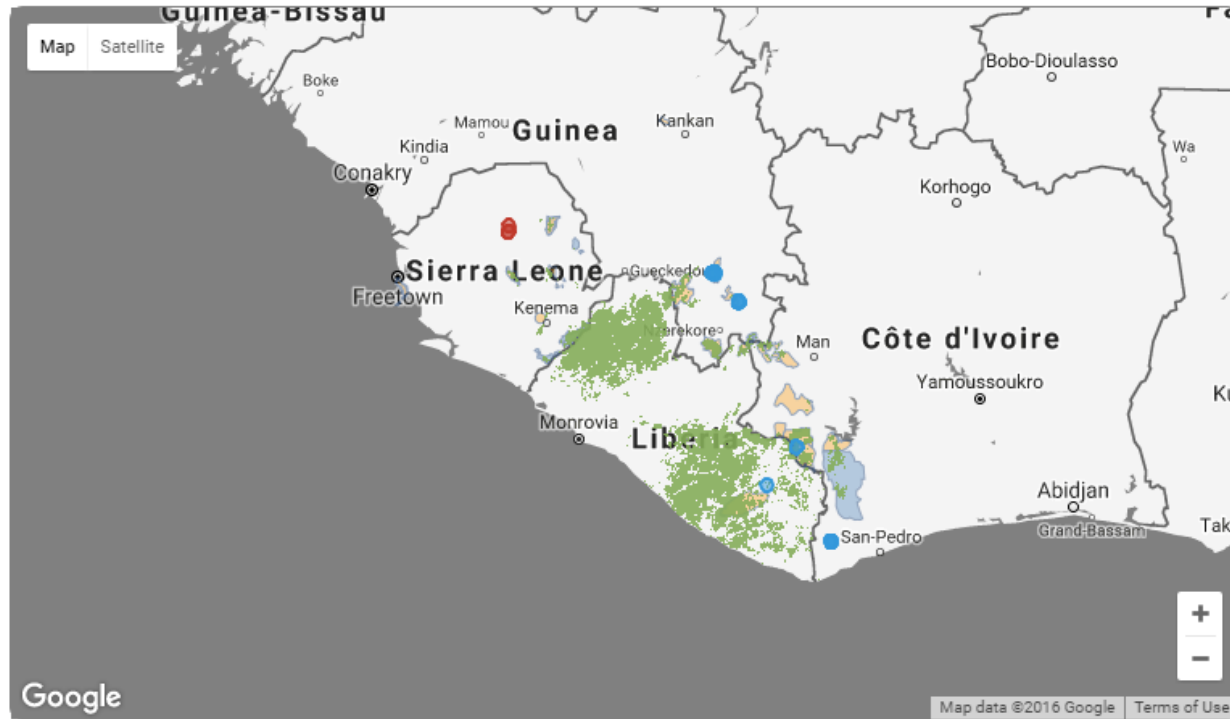 Guinea-Bissau
Map
Satellite
Bobo-Dioulasso
Boke
Mamou
Guinea
Kankan
Kindia
Wa
Conakry
Korhogo
Sierra Leone
Gueckedou
Freetown
Kenema
Nzerekore
Man
Côte d'Ivoire
Yamoussoukro
Monrovia
Liberia
Abidjan
San-Pedro
Grand-Bassam
Tak
+
−
Google
Map data ©2016 Google
Terms of Use